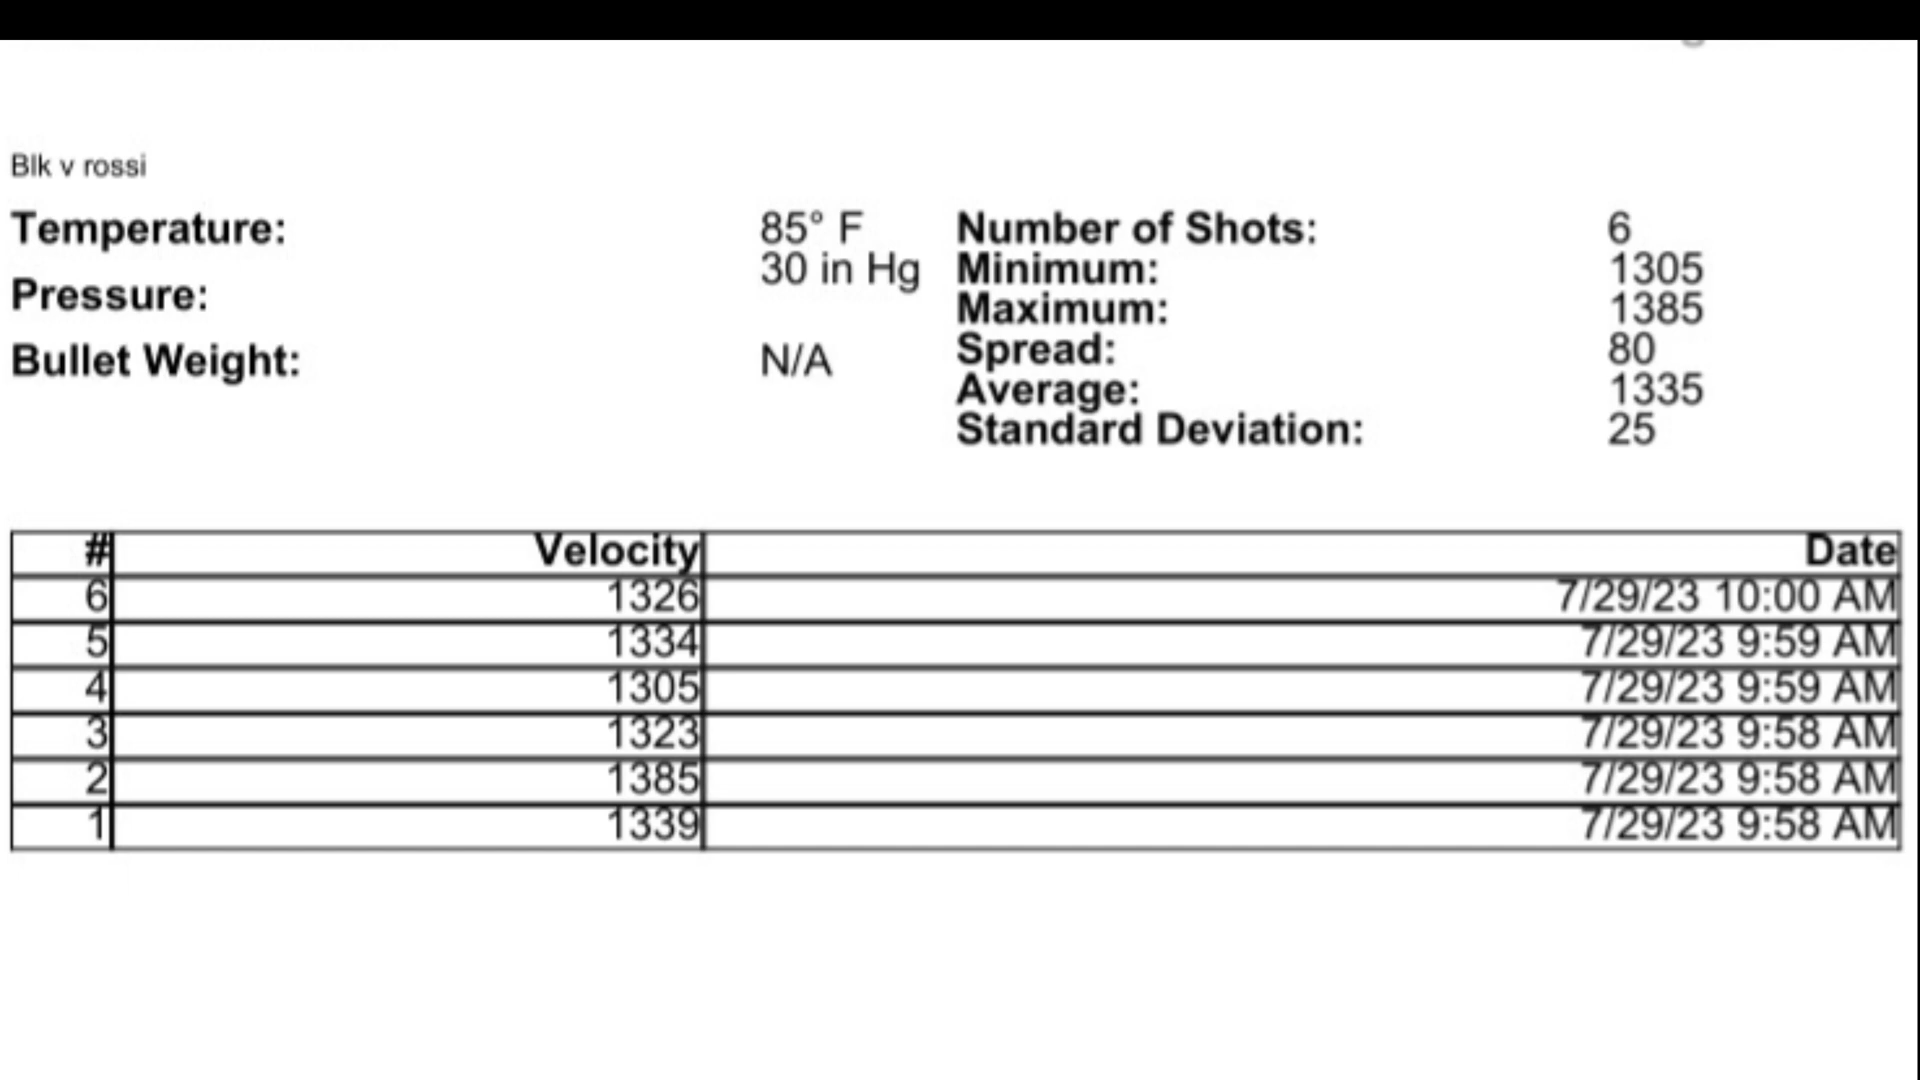 Blk v rossi
Temperature: 85° F
Pressure: 30 in Hg
Bullet Weight: N/A
Number of Shots: 6
Minimum: 1305
Maximum: 1385
Spread: 80
Average: 1335
Standard Deviation: 25
# Velocity Date
6 1326 7/29/23 10:00 AM
5 1334 7/29/23 9:59 AM
4 1305 7/29/23 9:59 AM
3 1323 7/29/23 9:58 AM
2 1385 7/29/23 9:58 AM
1 1339 7/29/23 9:58 AM